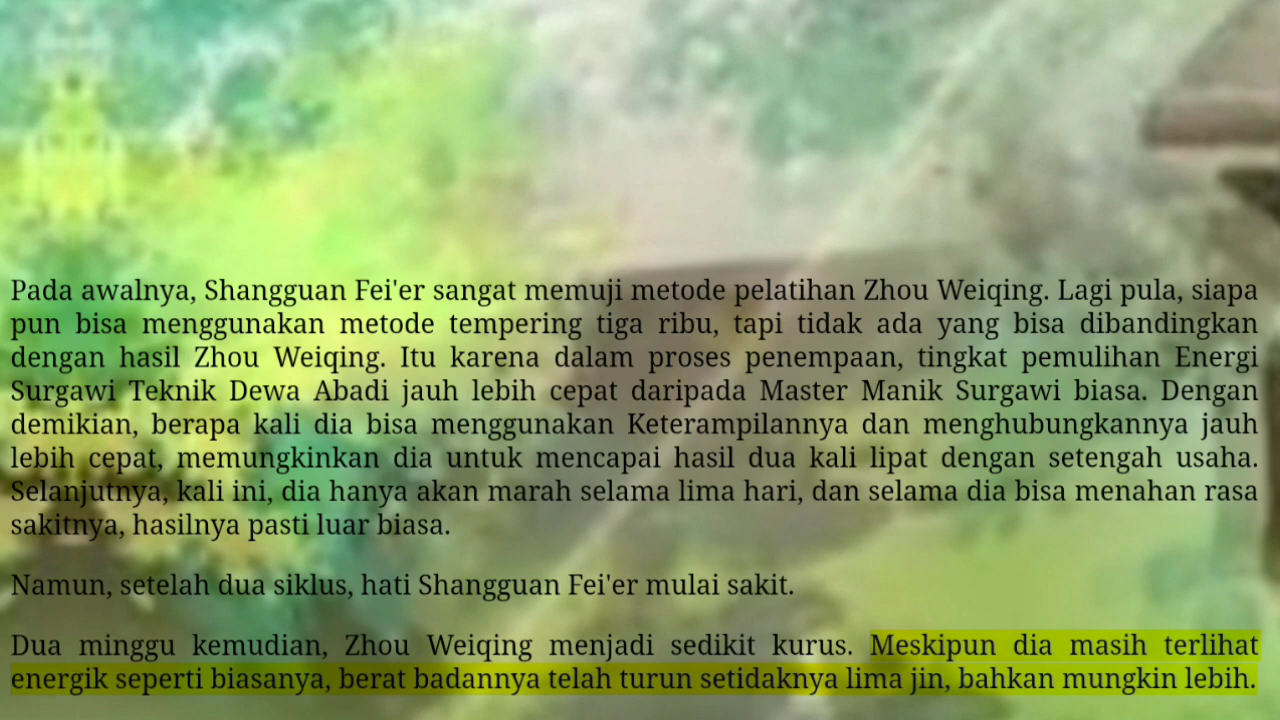 Pada awalnya, Shangguan Fei'er sangat memuji metode pelatihan Zhou Weiqing. Lagi pula, siapa
pun bisa menggunakan metode tempering tiga ribu, tapi tidak ada yang bisa dibandingkan
dengan hasil Zhou Weiqing. Itu karena dalam proses penempaan, tingkat pemulihan Energi
Surgawi Teknik Dewa Abadi jauh lebih cepat daripada Master Manik Surgawi biasa. Dengan
demikian, berapa kali dia bisa menggunakan Keterampilannya dan menghubungkannya jauh
lebih cepat, memungkinkan dia untuk mencapai hasil dua kali lipat dengan setengah usaha.
Selanjutnya, kali ini, dia hanya akan marah selama lima hari, dan selama dia bisa menahan rasa
sakitnya, hasilnya pasti luar biasa.
Namun, setelah dua siklus, hati Shangguan Fei'er mulai sakit.
Dua minggu kemudian, Zhou Weiqing menjadi sedikit kurus. Meskipun dia masih terlihat
energik seperti biasanya, berat badannya telah turun setidaknya lima jin, bahkan mungkin lebih.